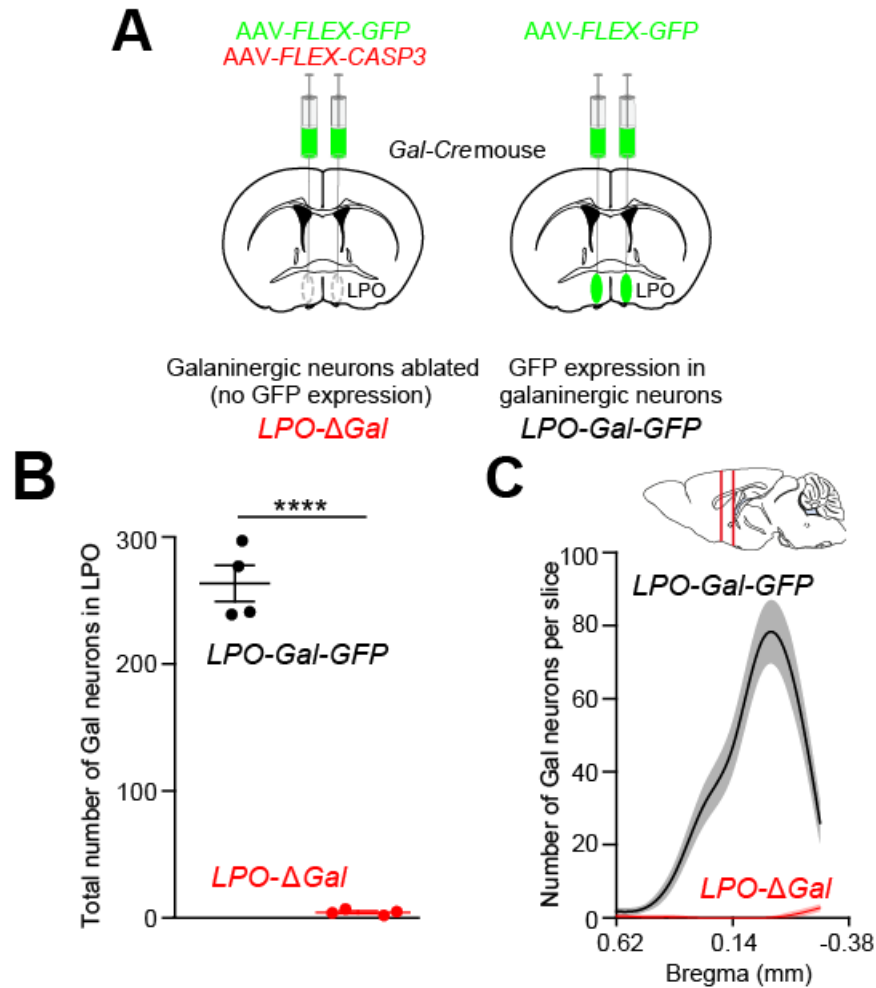 A
AAV-FLEX-GFP
AAV-FLEX-CASP3
AAV-FLEX-GFP
Gal-Cremouse
LPO
LPO
Galaninergic neurons ablated
(no GFP expression)
LPO-ΔGal
GFP expression in
galaninergic neurons
LPO-Gal-GFP
B
Total number of Gal neurons in LPO
300
200
100
0
****
LPO-Gal-GFP
LPO-ΔGal
C
Number of Gal neurons per slice
100
80
60
40
20
0
LPO-Gal-GFP
LPO-ΔGal
0.62
0.14
-0.38
Bregma (mm)